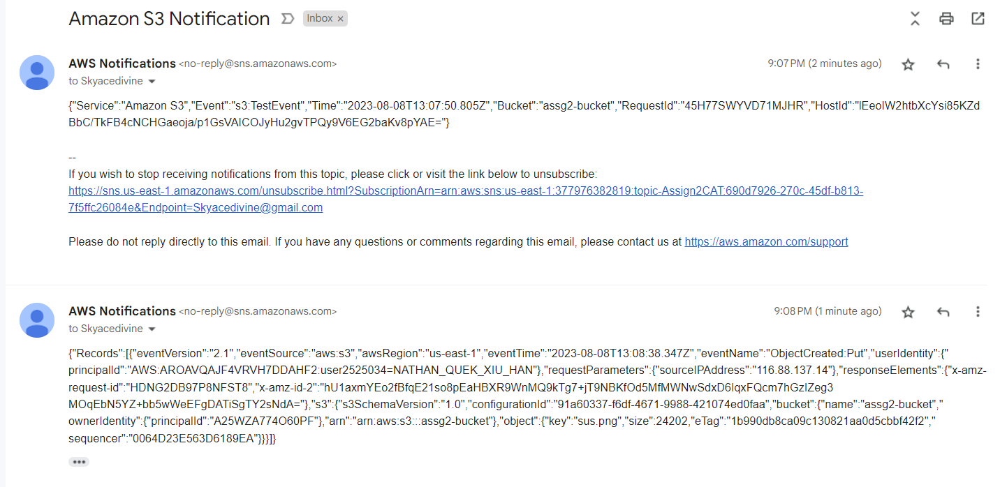 Amazon S3 Notification Inbox ×
AWS Notifications <no-reply@sns.amazonaws.com> 9:07 PM (2 minutes ago)
to Skyacedivine
{"Service":"Amazon S3","Event":"s3:TestEvent","Time":"2023-08-08T13:07:50.805Z","Bucket":"assg2-bucket","RequestId":"45H77SWYVD71MJHR","HostId":"lEeoIW2htbXcYsi85KZd
BbC/TkFB4cNCHGaeoja/p1GsVAICOJyHu2gvTPQy9V6EG2baKv8pYAE="}
--
If you wish to stop receiving notifications from this topic, please click or visit the link below to unsubscribe:
https://sns.us-east-1.amazonaws.com/unsubscribe.html?SubscriptionArn=arn:aws:sns:us-east-1:377976382819:topic-Assign2CAT:690d7926-270c-45df-b813-
7f5ffc26084e&Endpoint=Skyacedivine@gmail.com
Please do not reply directly to this email. If you have any questions or comments regarding this email, please contact us at https://aws.amazon.com/support
AWS Notifications <no-reply@sns.amazonaws.com> 9:08 PM (1 minute ago)
to Skyacedivine
{"Records":[{"eventVersion":"2.1","eventSource":"aws:s3","awsRegion":"us-east-1","eventTime":"2023-08-08T13:08:38.347Z","eventName":"ObjectCreated:Put","userIdentity":{"
principalId":"AWS:AROAVQAJF4VRVH7DDAHF2:user2525034=NATHAN_QUEK_XIU_HAN"},"requestParameters":{"sourceIPAddress":"116.88.137.14"},"responseElements":{"x-amz-
request-id":"HDNG2DB97P8NFST8","x-amz-id-2":"hU1axmYEo2fBfqE21so8pEaHBXR9WnMQ9kTg7+jT9NBKfOd5MfMWNwSdxD6IqxFQcm7hGzIZeg3
MOqEbN5YZ+bb5wWeEFgDATiSgTY2sNdA="},"s3":{"s3SchemaVersion":"1.0","configurationId":"91a60337-f6df-4671-9988-421074ed0faa","bucket":{"name":"assg2-bucket","
ownerIdentity":{"principalId":"A25WZA774O60PF"},"arn":"arn:aws:s3:::assg2-bucket"},"object":{"key":"sus.png","size":24202,"eTag":"1b990db8ca09c130821aa0d5cbbf42f2","
sequencer":"0064D23E563D6189EA"}}}]}